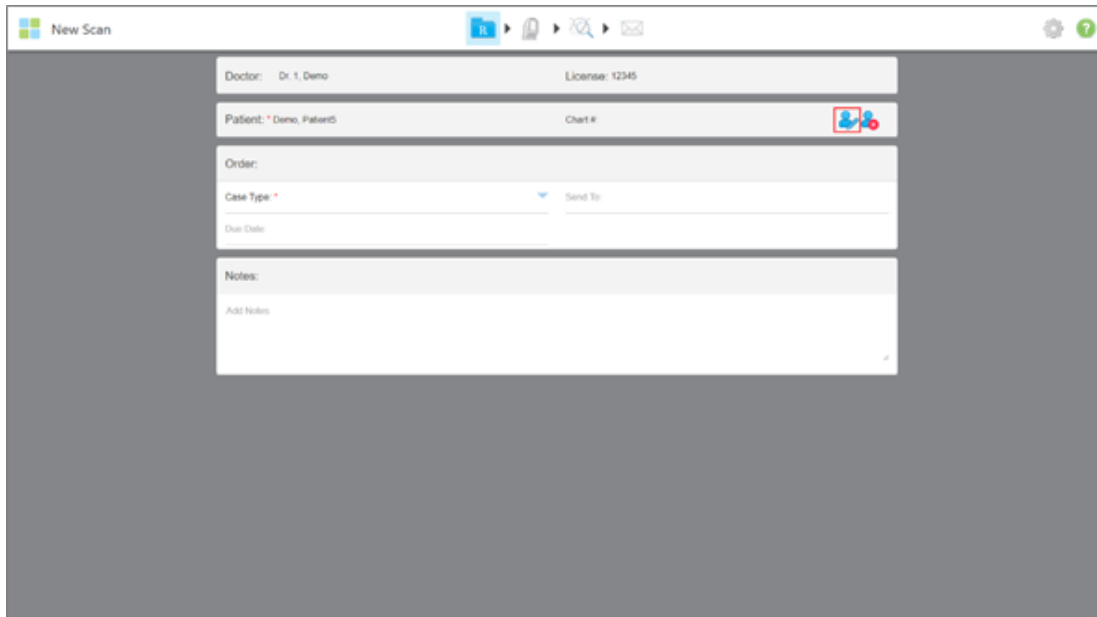 New Scan
R
?
Doctor: Dr. 1, Demo License: 12345
Patient: * Demo, Patient5 Chart #:
Order:
Case Type: * Send To:
Due Date:
Notes:
Add Notes